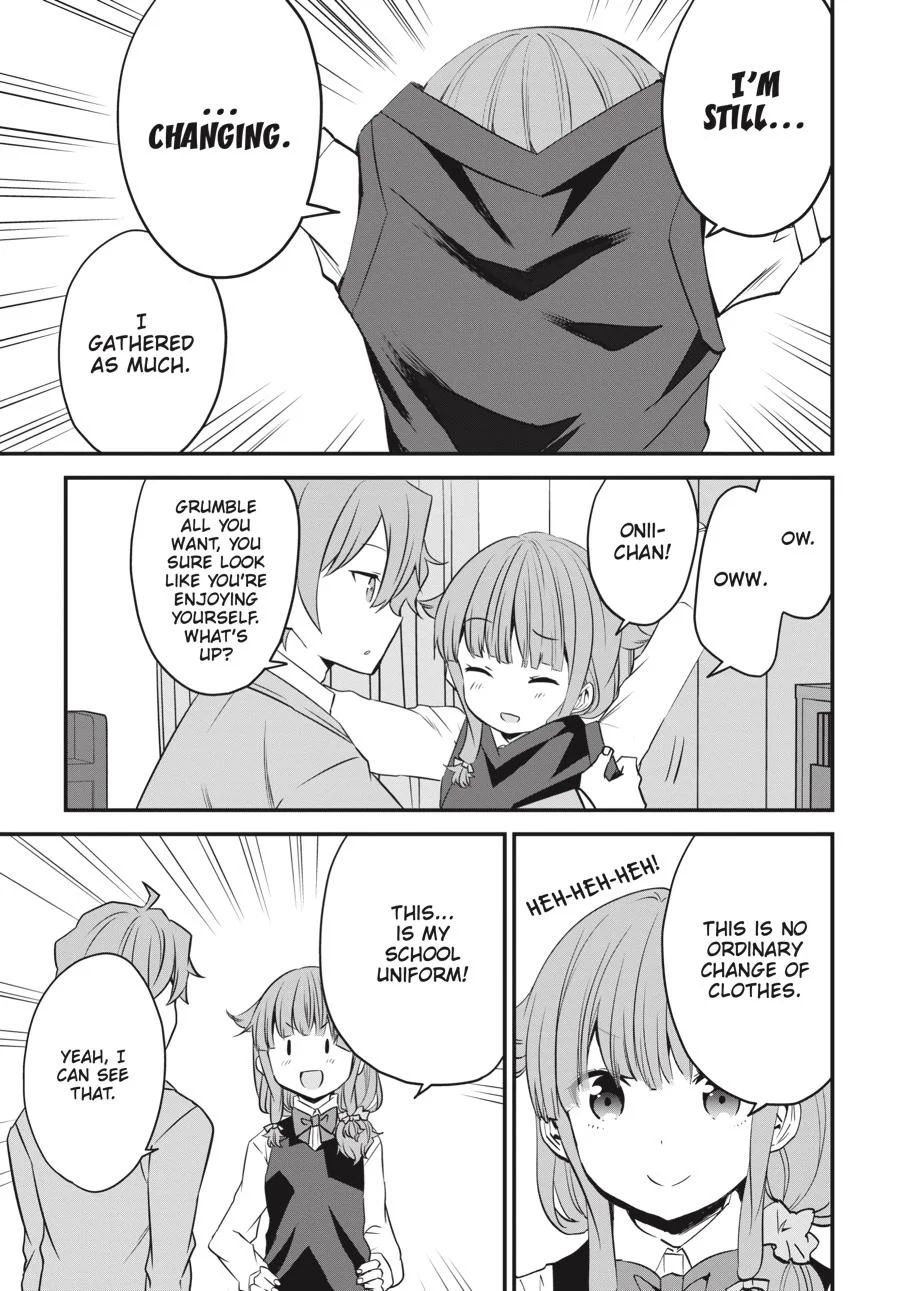 I'M
STILL...
...
CHANGING.
I
GATHERED
AS MUCH.
OW.
OWW.
ONII-
CHAN!
GRUMBLE
ALL YOU
WANT, YOU
SURE LOOK
LIKE YOU'RE
ENJOYING
YOURSELF.
WHAT'S
UP?
THIS IS NO
ORDINARY
CHANGE OF
CLOTHES.
HEH-HEH-HEH!
THIS...
IS MY
SCHOOL
UNIFORM!
YEAH, I
CAN SEE
THAT.